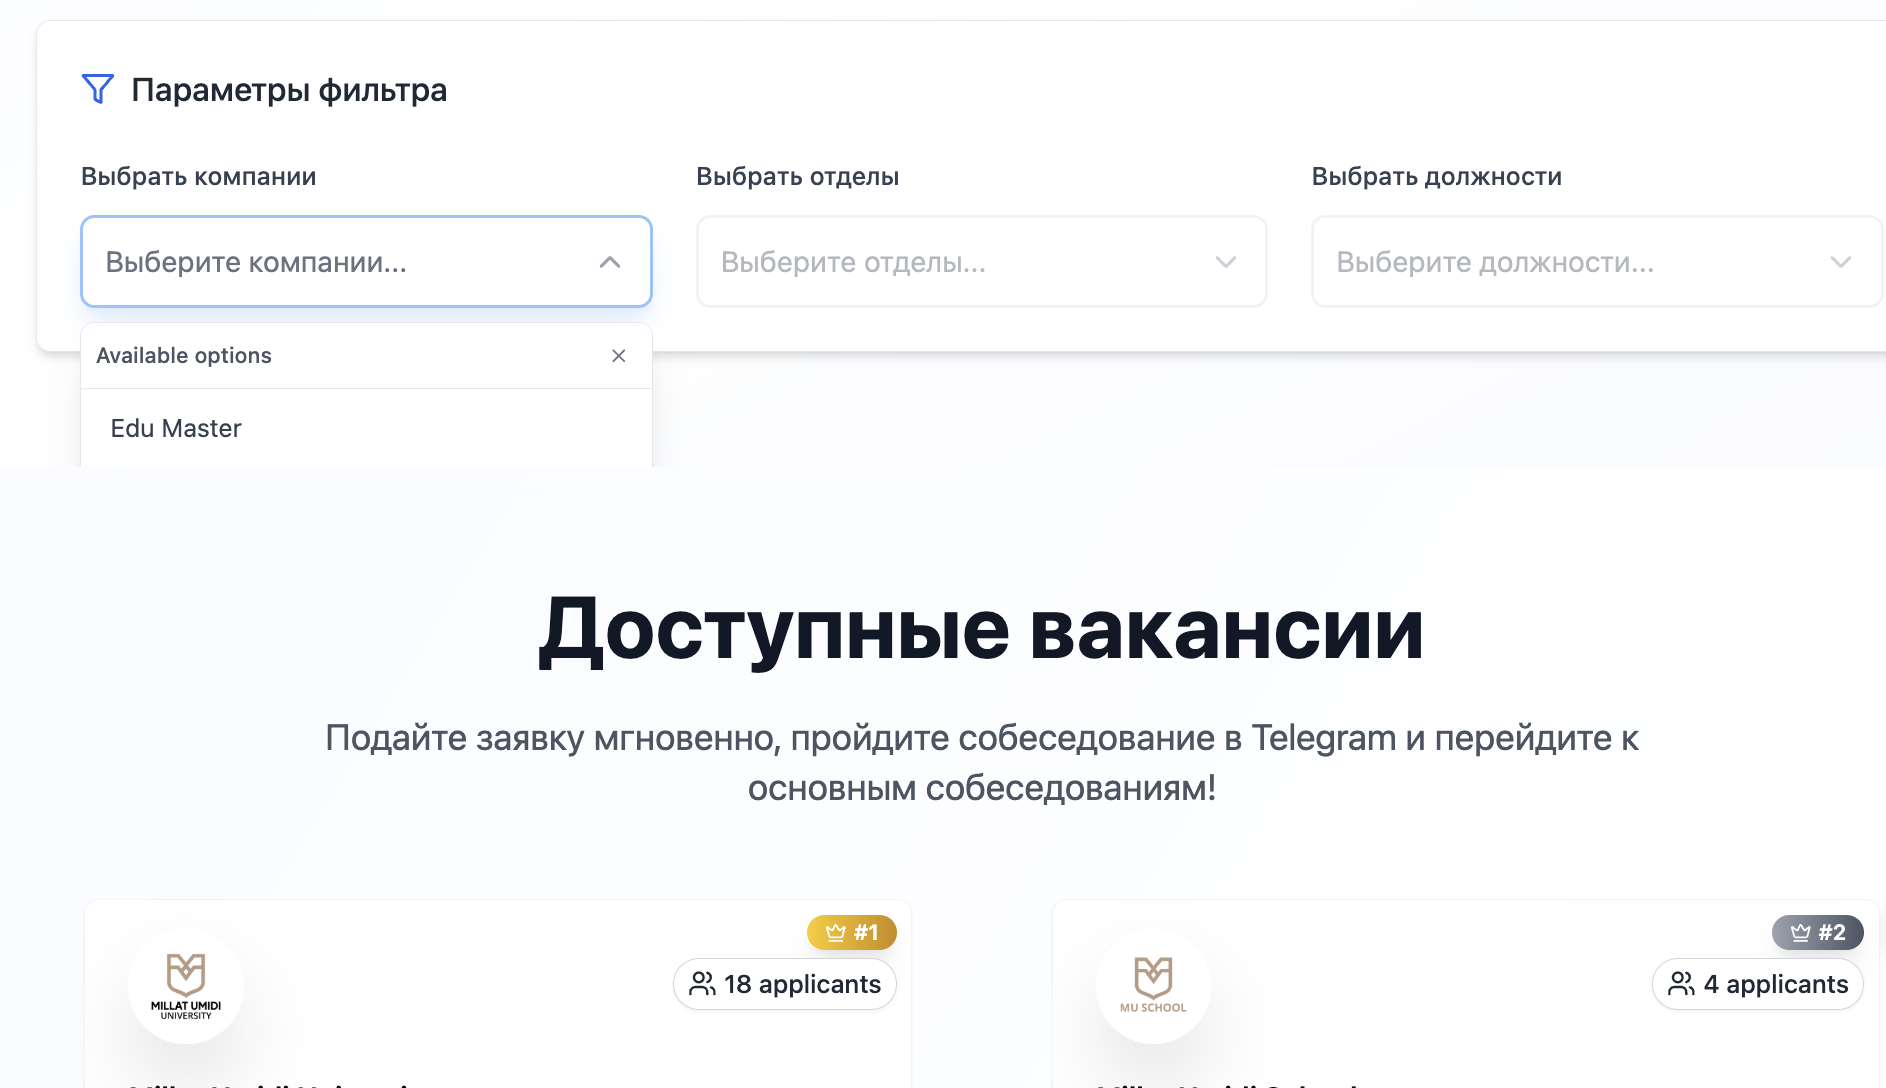 Параметры фильтра
Выбрать компании
Выбрать отделы
Выбрать должности
Выберите компании...
Выберите отделы...
Выберите должности...
Available options
Edu Master
Доступные вакансии
Подайте заявку мгновенно, пройдите собеседование в Telegram и перейдите к
основным собеседованиям!
#1
18 applicants
MILLAT UMIDI
UNIVERSITY
#2
4 applicants
MU SCHOOL